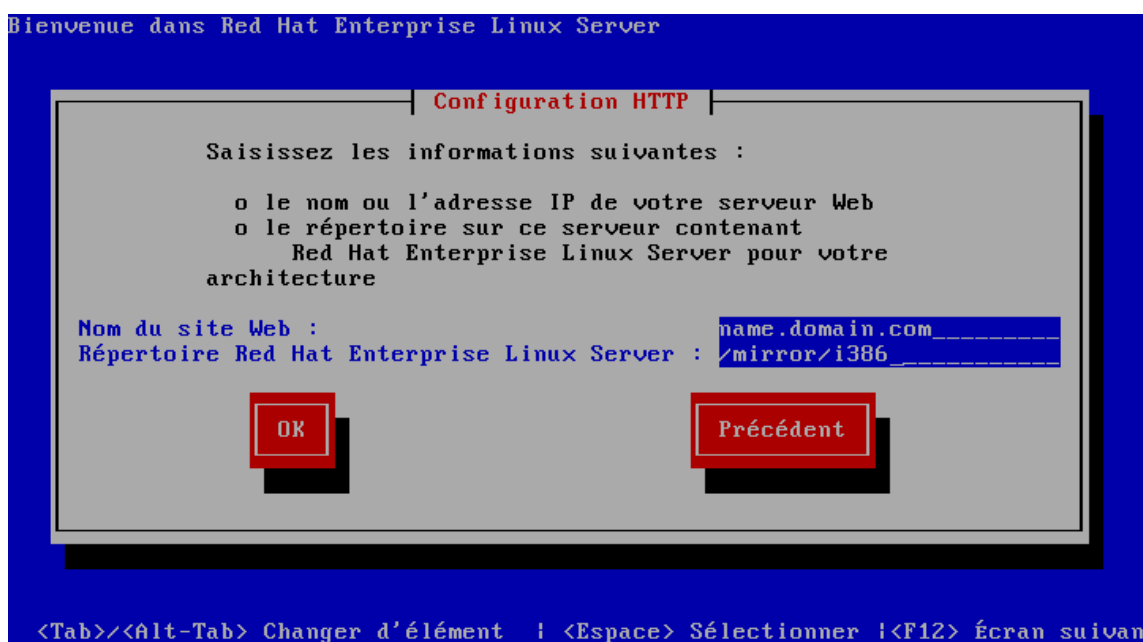 Bienvenue dans Red Hat Enterprise Linux Server
Configuration HTTP
Saisissez les informations suivantes :
o le nom ou l'adresse IP de votre serveur Web
o le répertoire sur ce serveur contenant
Red Hat Enterprise Linux Server pour votre
architecture
Nom du site Web : name.domain.com_________
Répertoire Red Hat Enterprise Linux Server : /mirror/i386____________
OK Précédent
<Tab>/<Alt-Tab> Changer d'élément | <Espace> Sélectionner |<F12> Écran suivan